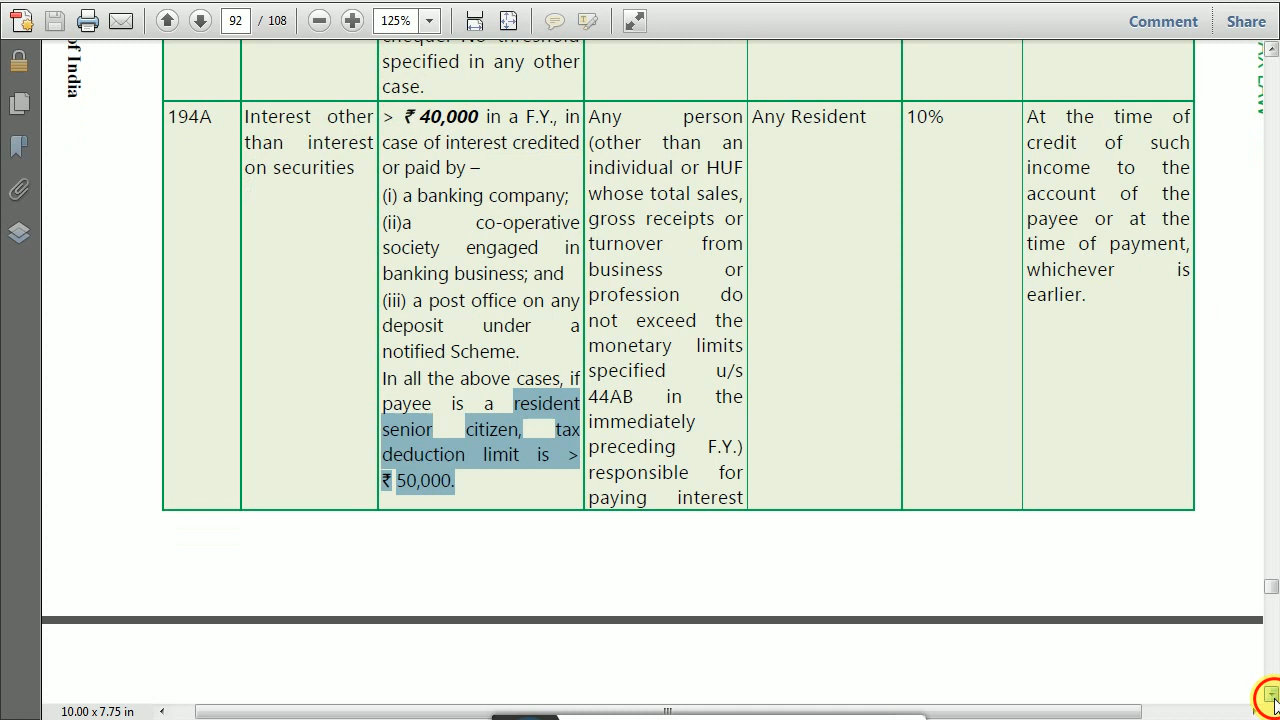 92 / 108
125%
Comment
Share
of India
specified in any other
case.
194A
Interest other
than interest
on securities
> ₹ 40,000 in a F.Y., in
case of interest credited
or paid by –
(i) a banking company;
(ii)a co-operative
society engaged in
banking business; and
(iii) a post office on any
deposit under a
notified Scheme.
In all the above cases, if
payee is a resident
senior citizen, tax
deduction limit is >
₹ 50,000.
Any person
(other than an
individual or HUF
whose total sales,
gross receipts or
turnover from
business or
profession do
not exceed the
monetary limits
specified u/s
44AB in the
immediately
preceding F.Y.)
responsible for
paying interest
Any Resident
10%
At the time of
credit of such
income to the
account of the
payee or at the
time of payment,
whichever is
earlier.
10.00 x 7.75 in